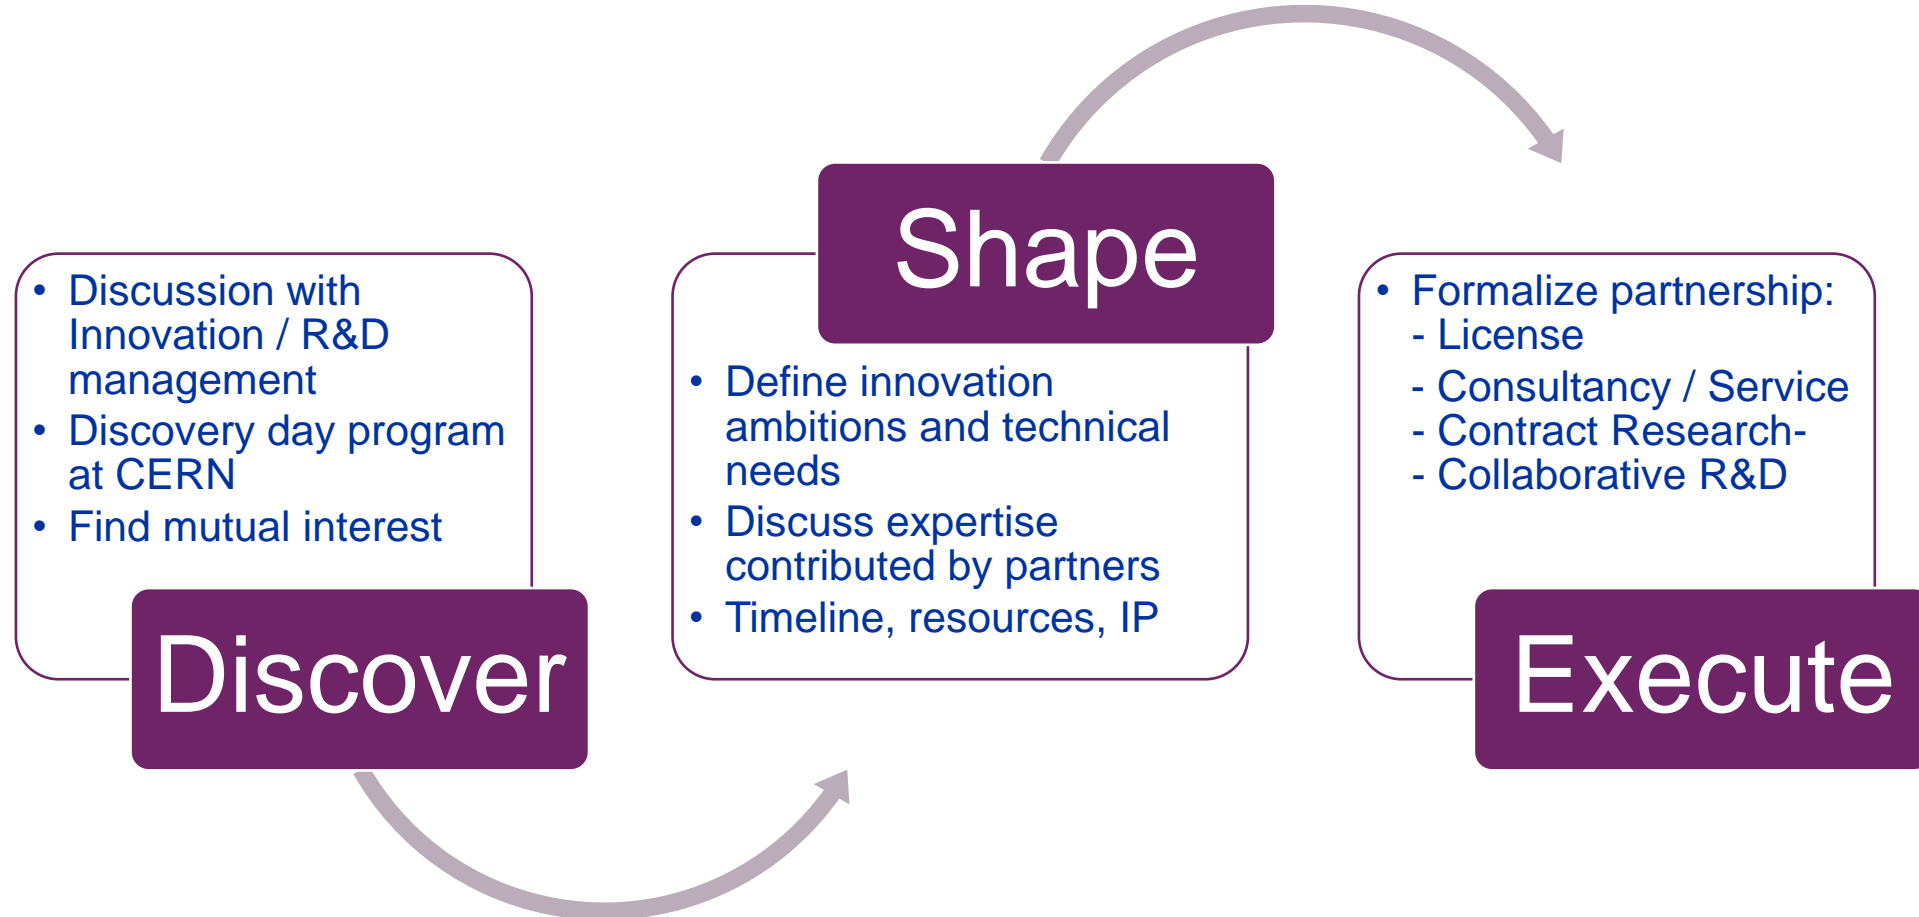 • Discussion with
Innovation / R&D
management
• Discovery day program
at CERN
• Find mutual interest
Discover
Shape
• Define innovation
ambitions and technical
needs
• Discuss expertise
contributed by partners
• Timeline, resources, IP
• Formalize partnership:
- License
- Consultancy / Service
- Contract Research-
- Collaborative R&D
Execute